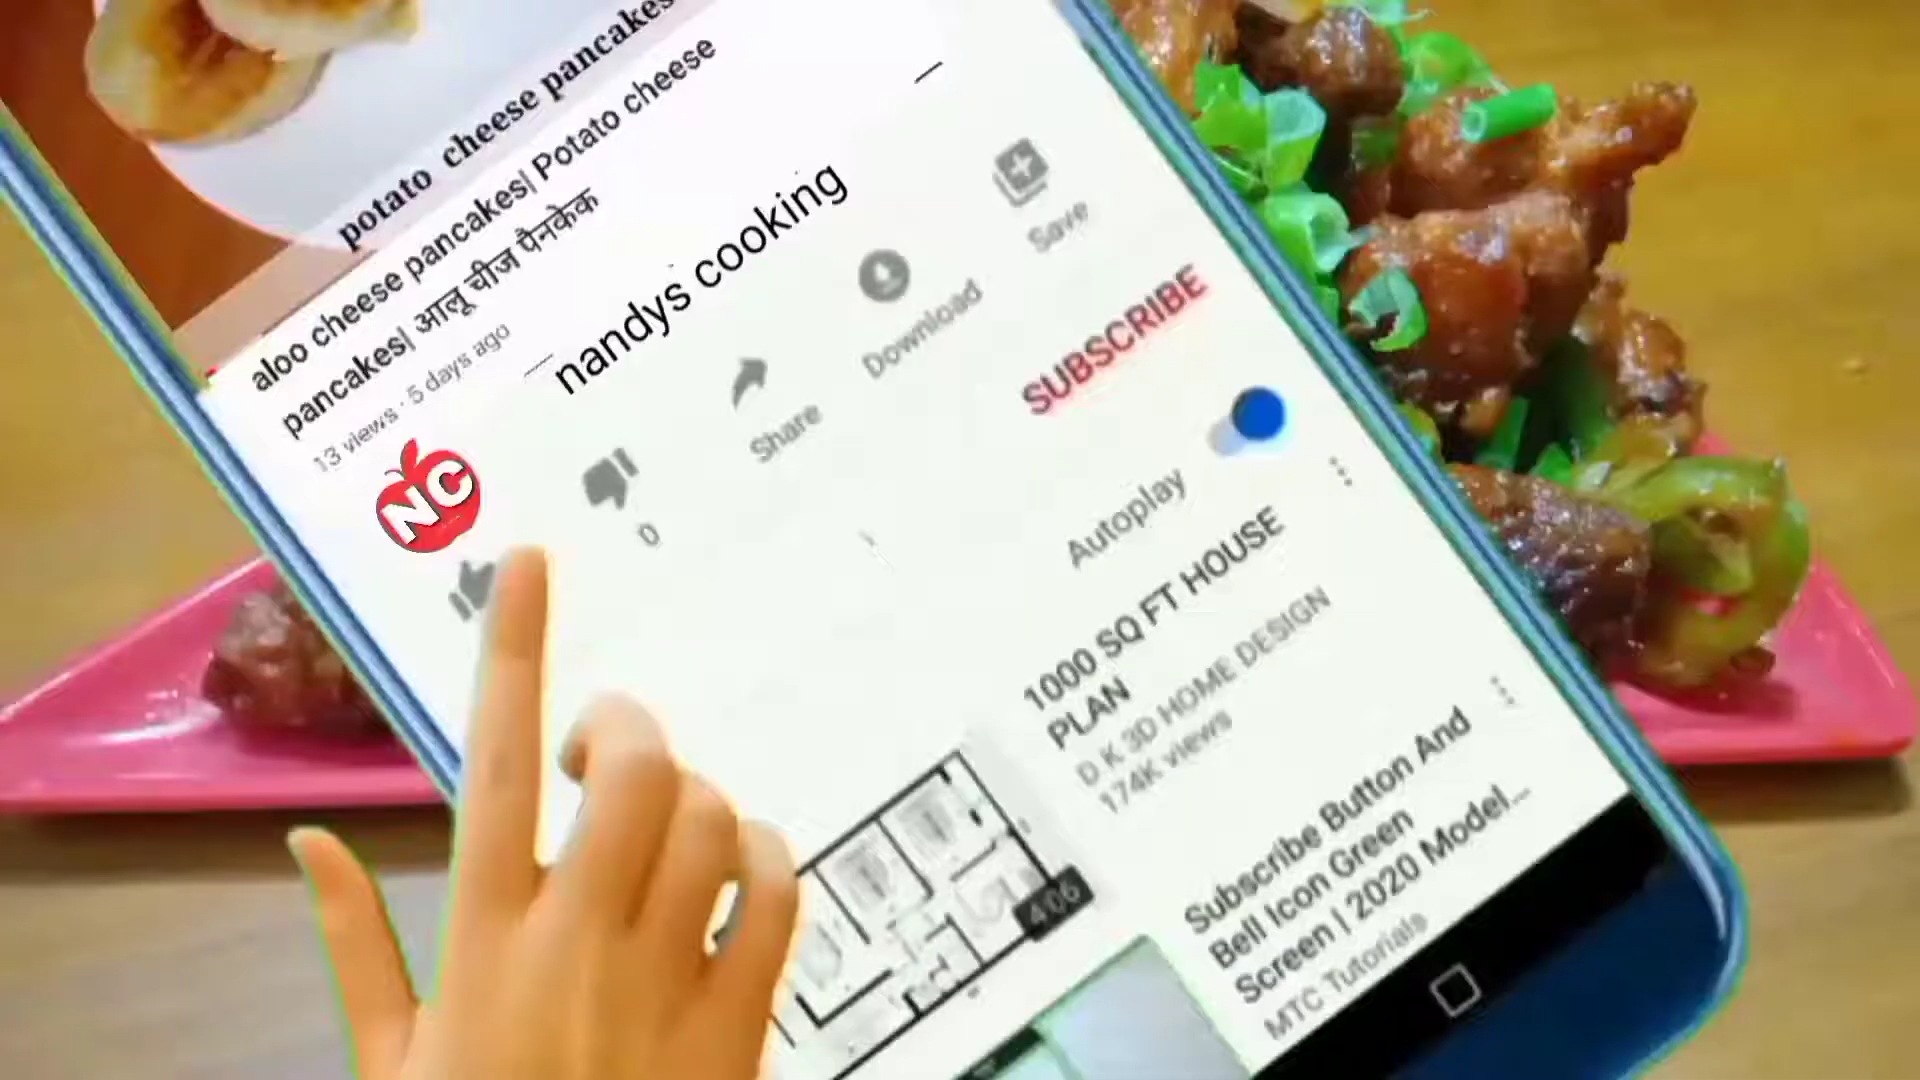 potato cheese pancakes
aloo cheese pancakes| Potato cheese
pancakes| आलू चीज पैनकेक
13 views · 5 days ago
nandys cooking
NC
0
Share
Download
Save
SUBSCRIBE
Autoplay
1000 SQ FT HOUSE
PLAN
D K 3D HOME DESIGN
174K views
4:06
Subscribe Button And
Bell Icon Green
Screen | 2020 Model...
MTC Tutorials